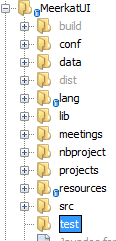 MeerkatUI
build
conf
data
dist
lang
lib
meetings
nbproject
projects
resources
src
test